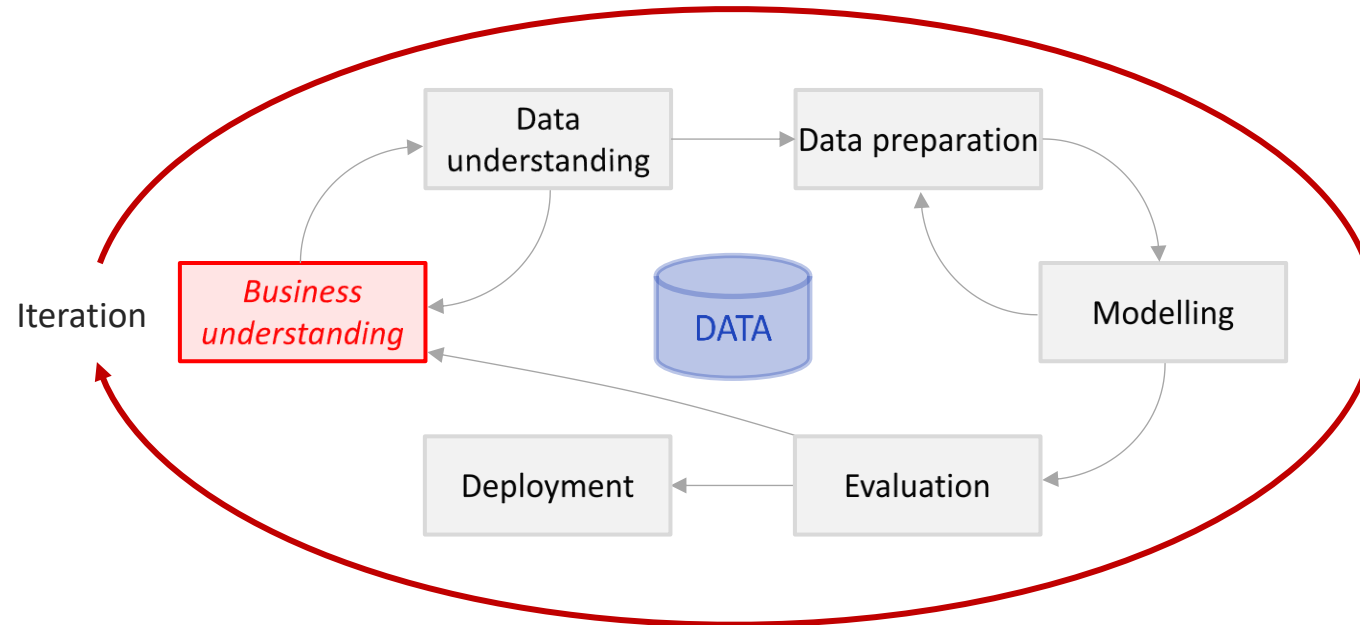 Data
understanding
Data preparation
Business
understanding
Iteration
DATA
Modelling
Deployment
Evaluation